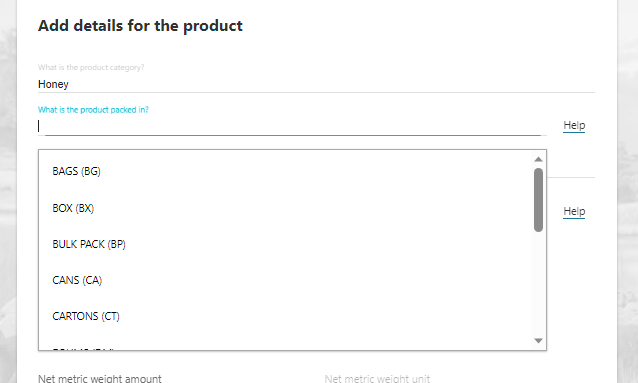 Add details for the product
What is the product category?
Honey
What is the product packed in?
Help
BAGS (BG)
BOX (BX)
Help
BULK PACK (BP)
CANS (CA)
CARTONS (CT)
Net metric weight amount
Net metric weight unit